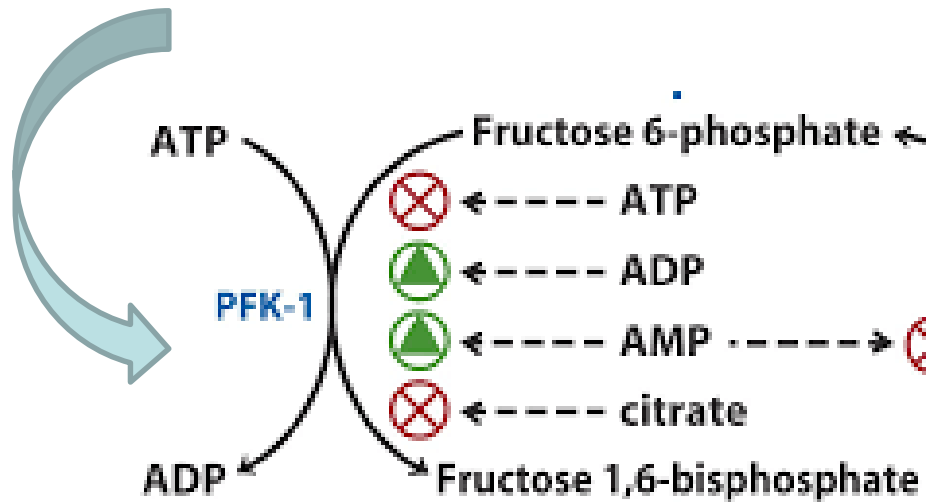 ATP
Fructose 6-phosphate
ATP
ADP
PFK-1
AMP
citrate
ADP
Fructose 1,6-bisphosphate